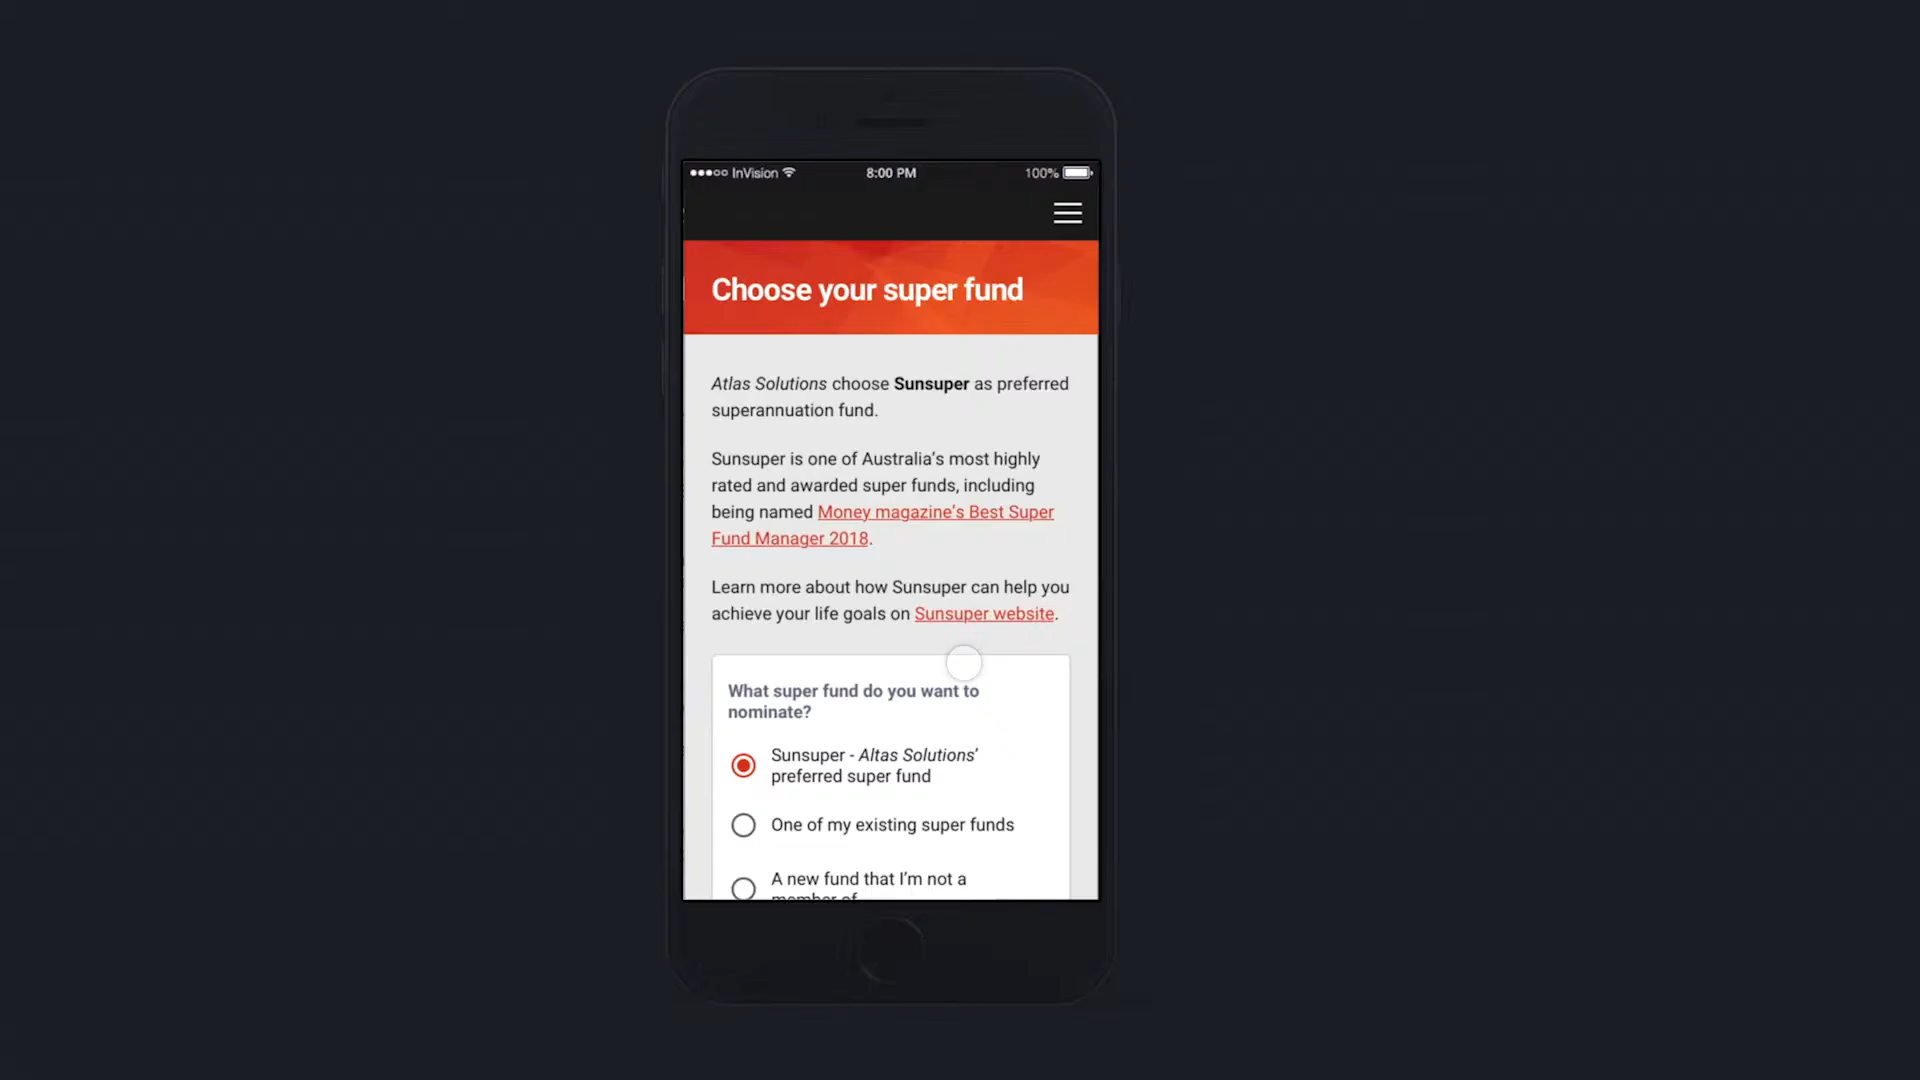 InVision 8:00 PM 100%
Choose your super fund
Atlas Solutions choose Sunsuper as preferred
superannuation fund.
Sunsuper is one of Australia’s most highly
rated and awarded super funds, including
being named Money magazine’s Best Super
Fund Manager 2018.
Learn more about how Sunsuper can help you
achieve your life goals on Sunsuper website.
What super fund do you want to
nominate?
Sunsuper - Altas Solutions’
preferred super fund
One of my existing super funds
A new fund that I’m not a
member of